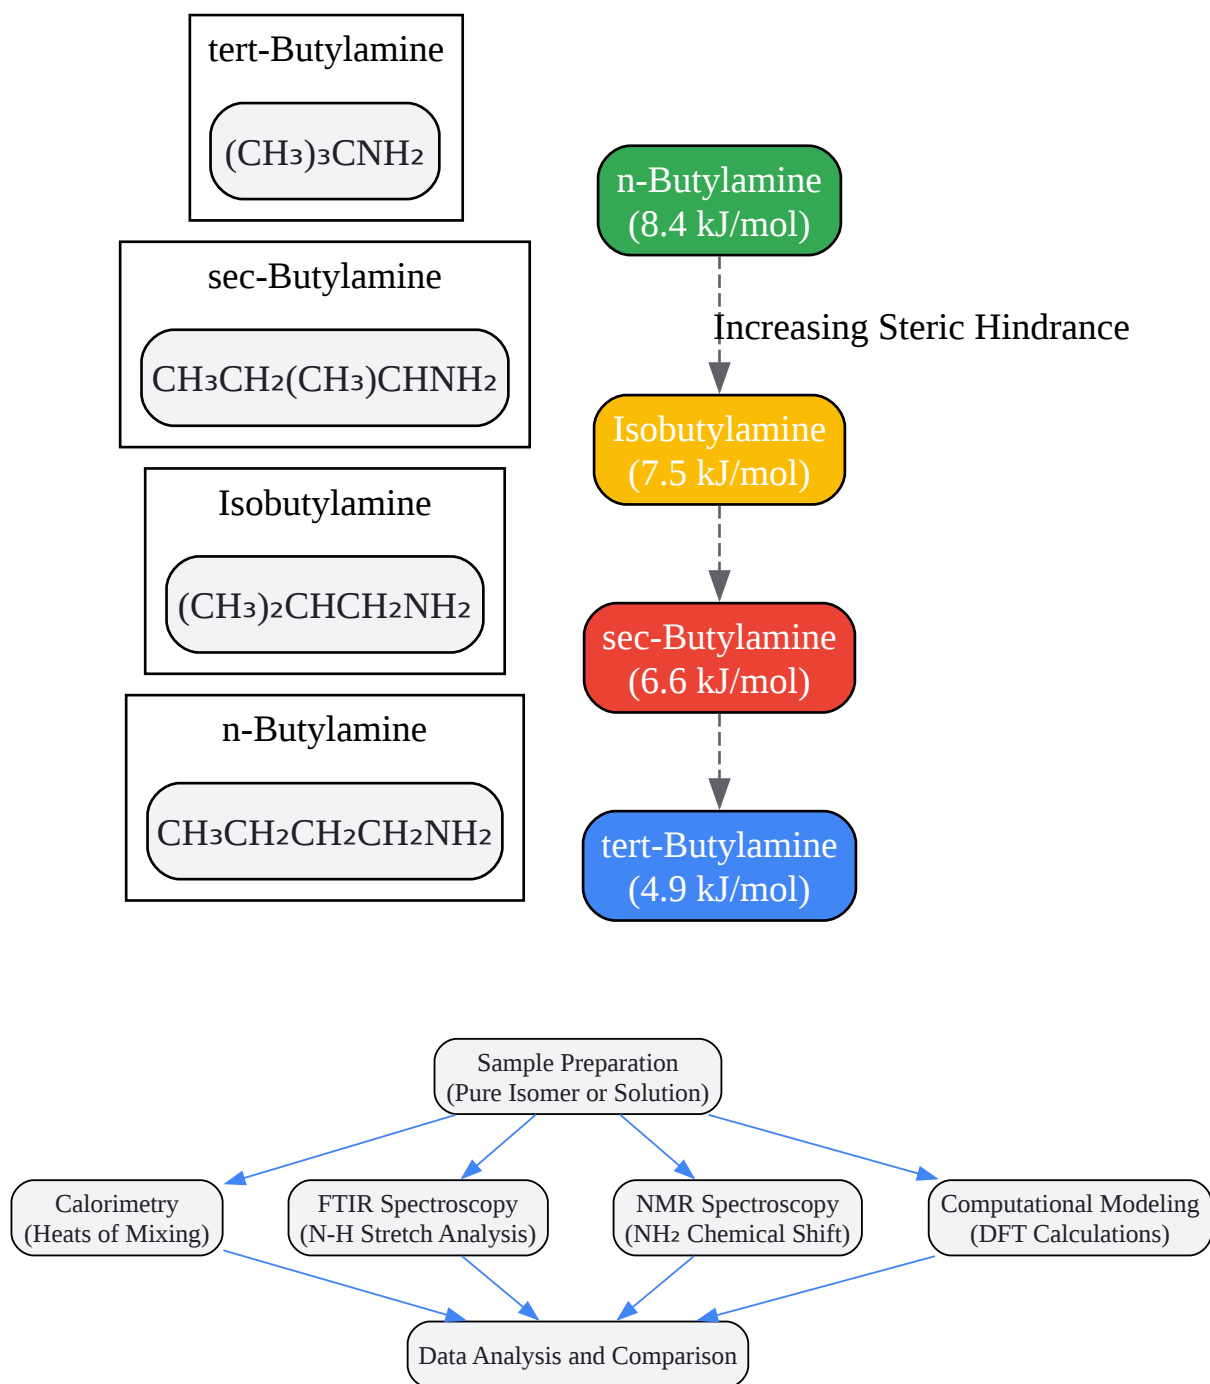 tert-Butylamine
(CH₃)₃CNH₂
sec-Butylamine
CH₃CH₂(CH₃)CHNH₂
Isobutylamine
(CH₃)₂CHCH₂NH₂
n-Butylamine
CH₃CH₂CH₂CH₂NH₂
n-Butylamine
(8.4 kJ/mol)
Increasing Steric Hindrance
Isobutylamine
(7.5 kJ/mol)
sec-Butylamine
(6.6 kJ/mol)
tert-Butylamine
(4.9 kJ/mol)
Sample Preparation
(Pure Isomer or Solution)
Calorimetry
(Heats of Mixing)
FTIR Spectroscopy
(N-H Stretch Analysis)
NMR Spectroscopy
(NH₂ Chemical Shift)
Computational Modeling
(DFT Calculations)
Data Analysis and Comparison